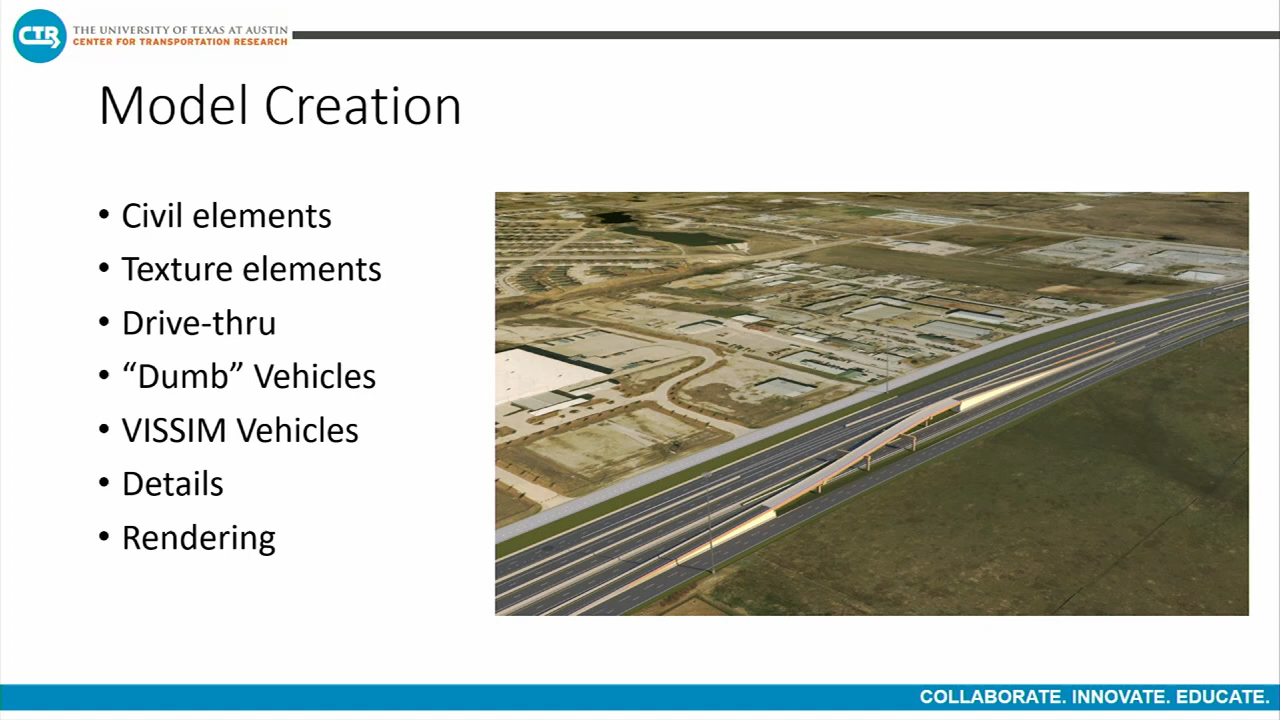 CTR
THE UNIVERSITY OF TEXAS AT AUSTIN
CENTER FOR TRANSPORTATION RESEARCH
Model Creation
• Civil elements
• Texture elements
• Drive-thru
• “Dumb” Vehicles
• VISSIM Vehicles
• Details
• Rendering
COLLABORATE. INNOVATE. EDUCATE.